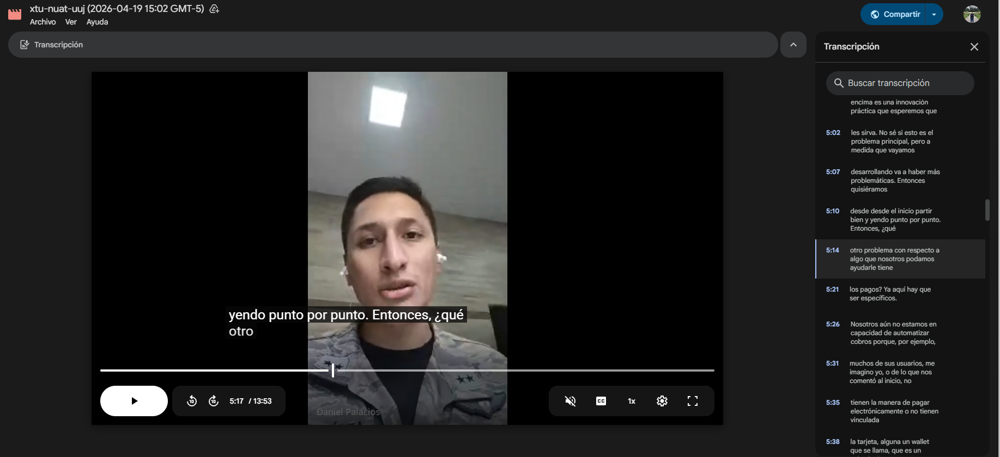 xtu-nuat-uuj (2026-04-19 15:02 GMT-5)
Archivo Ver Ayuda
Compartir
Transcripción
Transcripción
Buscar transcripción
encima es una innovación
práctica que esperemos que
5:02 les sirva. No sé si esto es el
problema principal, pero a
medida que vayamos
5:07 desarrollando va a haber más
problemáticas. Entonces
quisiéramos
5:10 desde desde el inicio partir
bien y yendo punto por punto.
Entonces, ¿qué
5:14 otro problema con respecto a
algo que nosotros podamos
ayudarle tiene
5:21 los pagos? Ya aquí hay que
ser específicos.
5:26 Nosotros aún no estamos en
capacidad de automatizar
cobros porque, por ejemplo,
5:31 muchos de sus usuarios, me
imagino yo, o de lo que nos
comentó al inicio, no
5:35 tienen la manera de pagar
electrónicamente o no tienen
vinculada
5:38 la tarjeta, alguna un wallet
que se llama, que es un
yendo punto por punto. Entonces, ¿qué
otro
10 10 5:17 / 13:53
CC 1x
Daniel Palacios